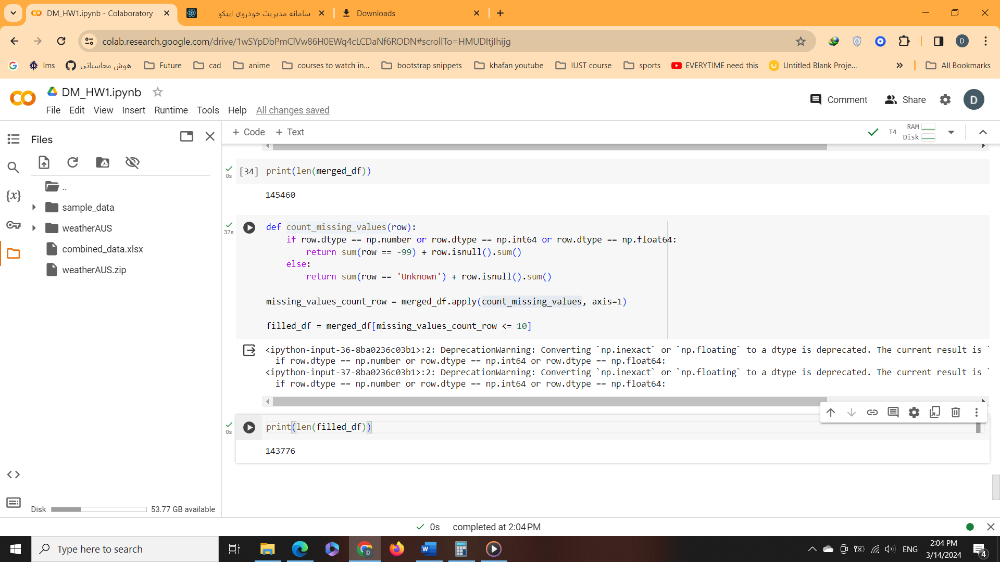 DM_HW1.ipynb - Colaboratory
سامانه مدیریت خودروی ایپکو
Downloads
colab.research.google.com/drive/1wSYpDbPmClVw86H0EWq4cLCDaNf6RODN#scrollTo=HMUDItjIhijg
D
Ims
هوش محاسباتی
Future
cad
anime
courses to watch in...
bootstrap snippets
khafan youtube
IUST course
sports
EVERYTIME need this
Untitled Blank Proje...
All Bookmarks
DM_HW1.ipynb
Comment
Share
D
File Edit View Insert Runtime Tools Help All changes saved
Files
+ Code + Text
T4
RAM
Disk
..
sample_data
weatherAUS
combined_data.xlsx
weatherAUS.zip
{x}
Disk
53.77 GB available
0s
[34] print(len(merged_df))
145460
37s
def count_missing_values(row):
    if row.dtype == np.number or row.dtype == np.int64 or row.dtype == np.float64:
        return sum(row == -99) + row.isnull().sum()
    else:
        return sum(row == 'Unknown') + row.isnull().sum()
missing_values_count_row = merged_df.apply(count_missing_values, axis=1)
filled_df = merged_df[missing_values_count_row <= 10]
<ipython-input-36-8ba0236c03b1>:2: DeprecationWarning: Converting `np.inexact` or `np.floating` to a dtype is deprecated. The current result is `
  if row.dtype == np.number or row.dtype == np.int64 or row.dtype == np.float64:
<ipython-input-37-8ba0236c03b1>:2: DeprecationWarning: Converting `np.inexact` or `np.floating` to a dtype is deprecated. The current result is `
  if row.dtype == np.number or row.dtype == np.int64 or row.dtype == np.float64:
0s
print(len(filled_df))
143776
0s completed at 2:04 PM
Type here to search
ENG
2:04 PM
3/14/2024
4